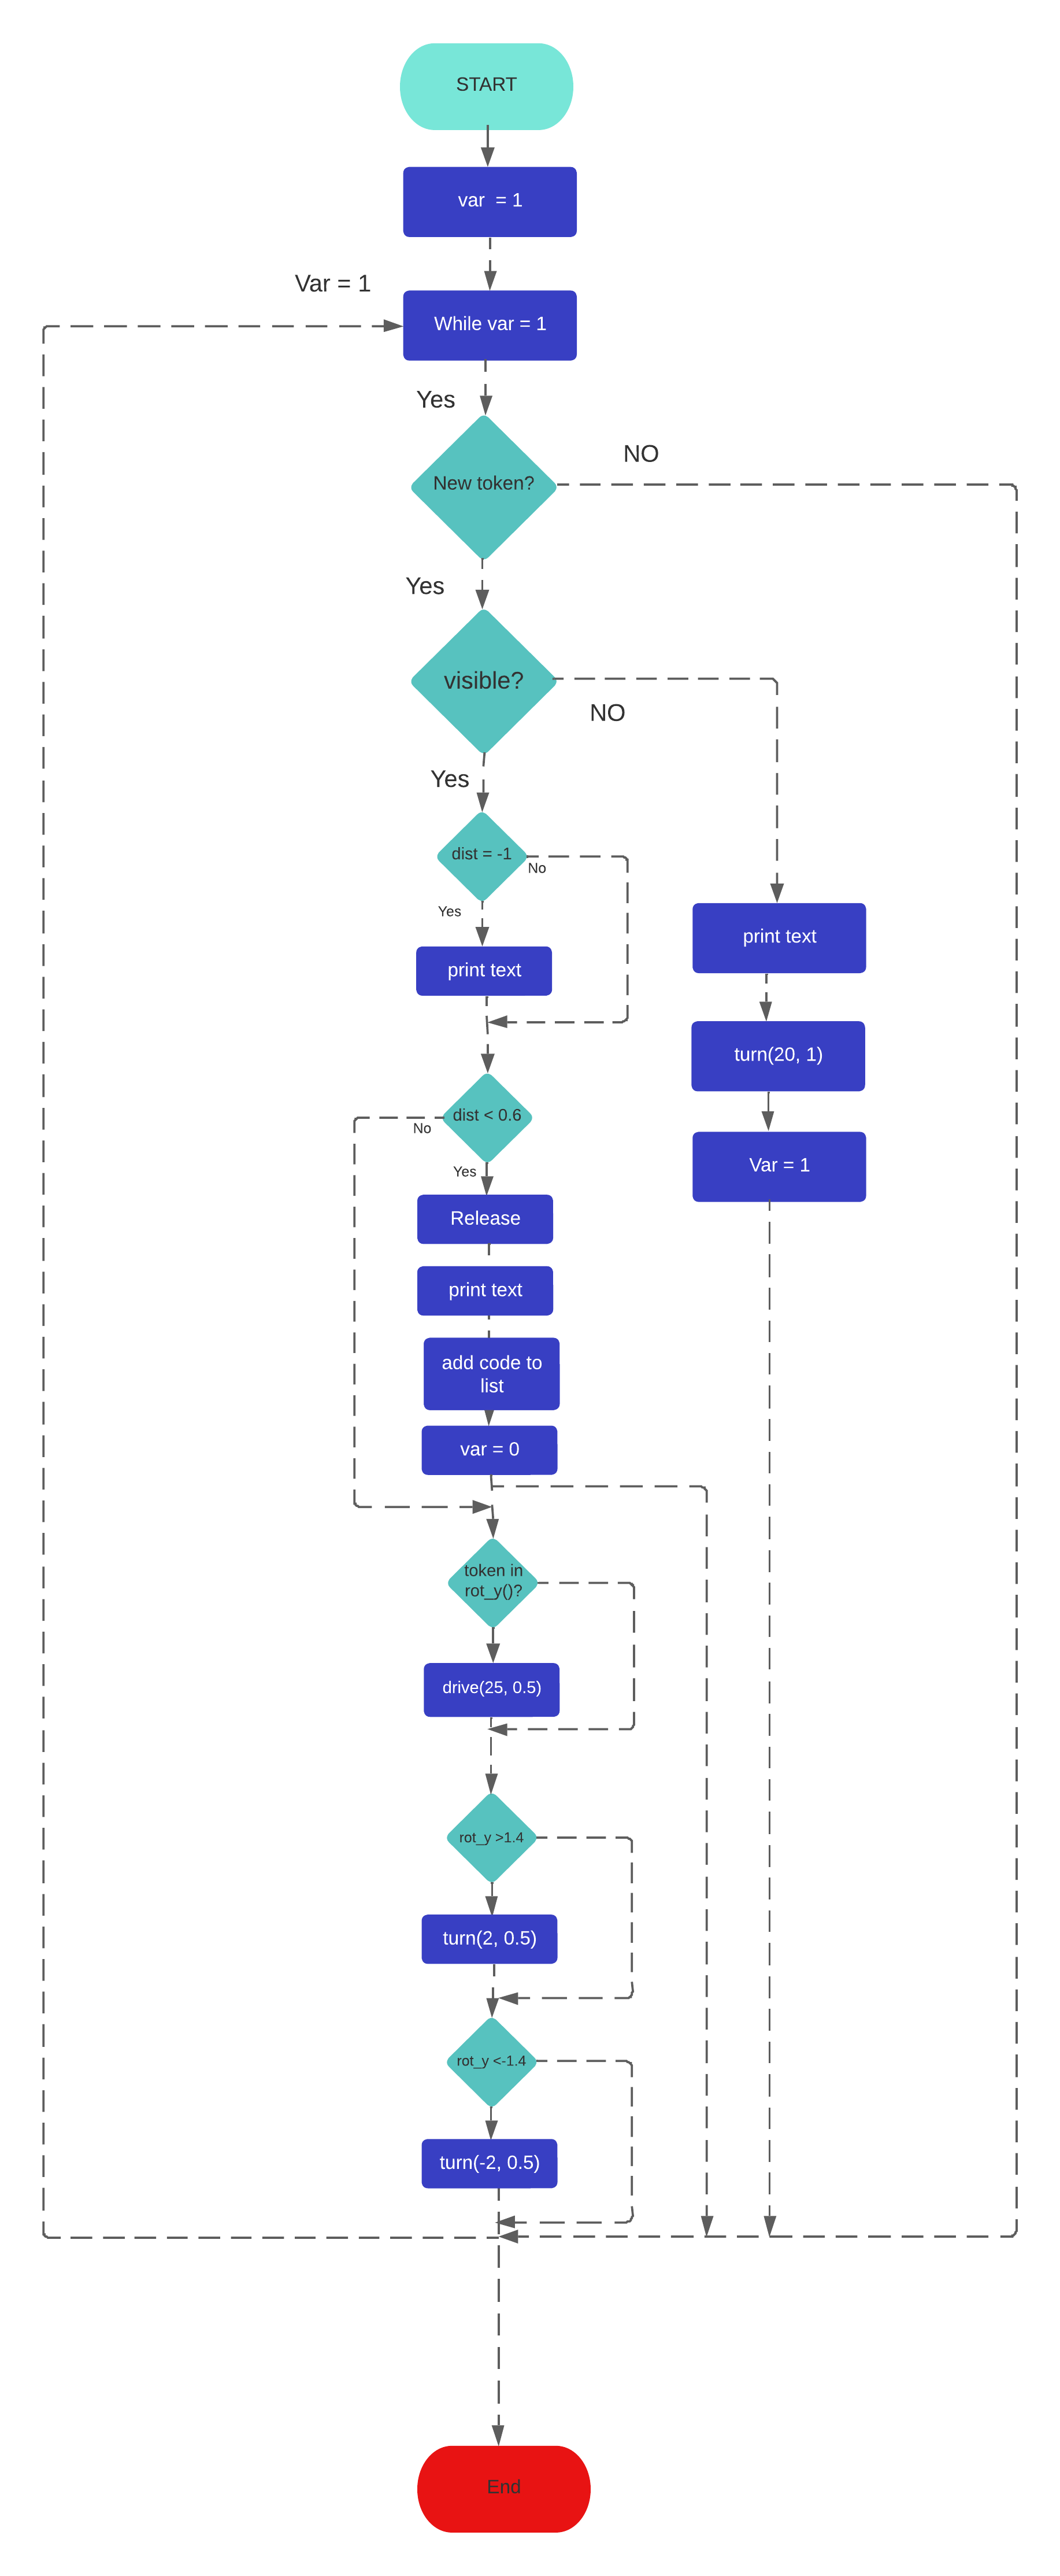 START
var  = 1
Var = 1
While var = 1
Yes
NO
New token?
Yes
visible?
NO
Yes
dist = -1
No
Yes
print text
print text
turn(20, 1)
dist < 0.6
No
Yes
Var = 1
Release
print text
add code to
list
var = 0
token in
rot_y()?
drive(25, 0.5)
rot_y >1.4
turn(2, 0.5)
rot_y <-1.4
turn(-2, 0.5)
End